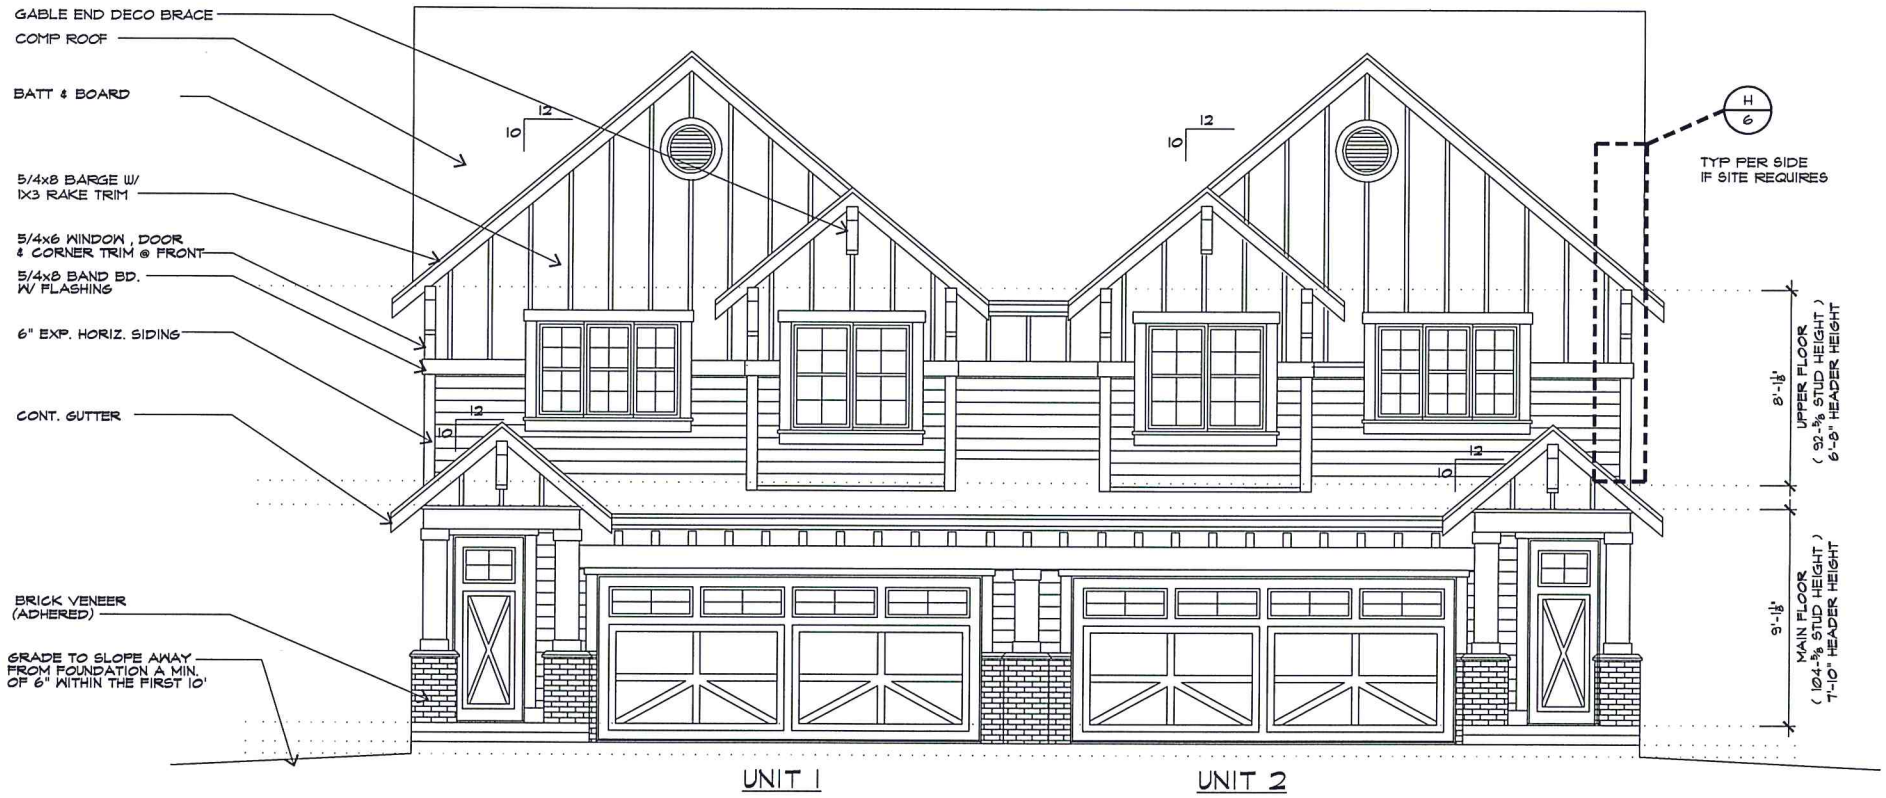 GABLE END DECO BRACE
COMP ROOF
BATT & BOARD
5/4x8 BARGE W/
1X3 RAKE TRIM
5/4x6 WINDOW, DOOR
& CORNER TRIM @ FRONT
5/4x8 BAND BD.
W/ FLASHING
6" EXP. HORIZ. SIDING
CONT. GUTTER
BRICK VENEER
(ADHERED)
GRADE TO SLOPE AWAY
FROM FOUNDATION A MIN.
OF 6" WITHIN THE FIRST 10'
12
10
12
10
12
10
12
10
H
6
TYP PER SIDE
IF SITE REQUIRES
8'-1⅛"
UPPER FLOOR
( 92-⅝ STUD HEIGHT )
6'-8" HEADER HEIGHT
9'-1⅛"
MAIN FLOOR
( 104-⅝ STUD HEIGHT )
7'-10" HEADER HEIGHT
UNIT 1
UNIT 2